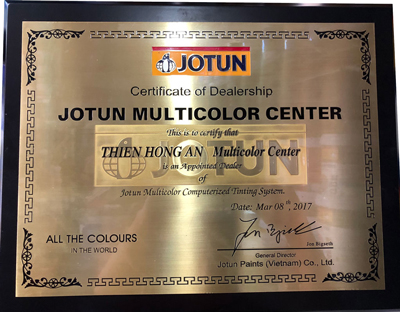 JOTUN
Certificate of Dealership
JOTUN MULTICOLOR CENTER
This is to certify that
JOTUN
THIEN HONG AN Multicolor Center
is an Appointed Dealer
of
Jotun Multicolor Computerized Tinting System.
Date: Mar 08th, 2017
ALL THE COLOURS
IN THE WORLD
General Director
Jotun Paints (Vietnam) Co., Ltd.